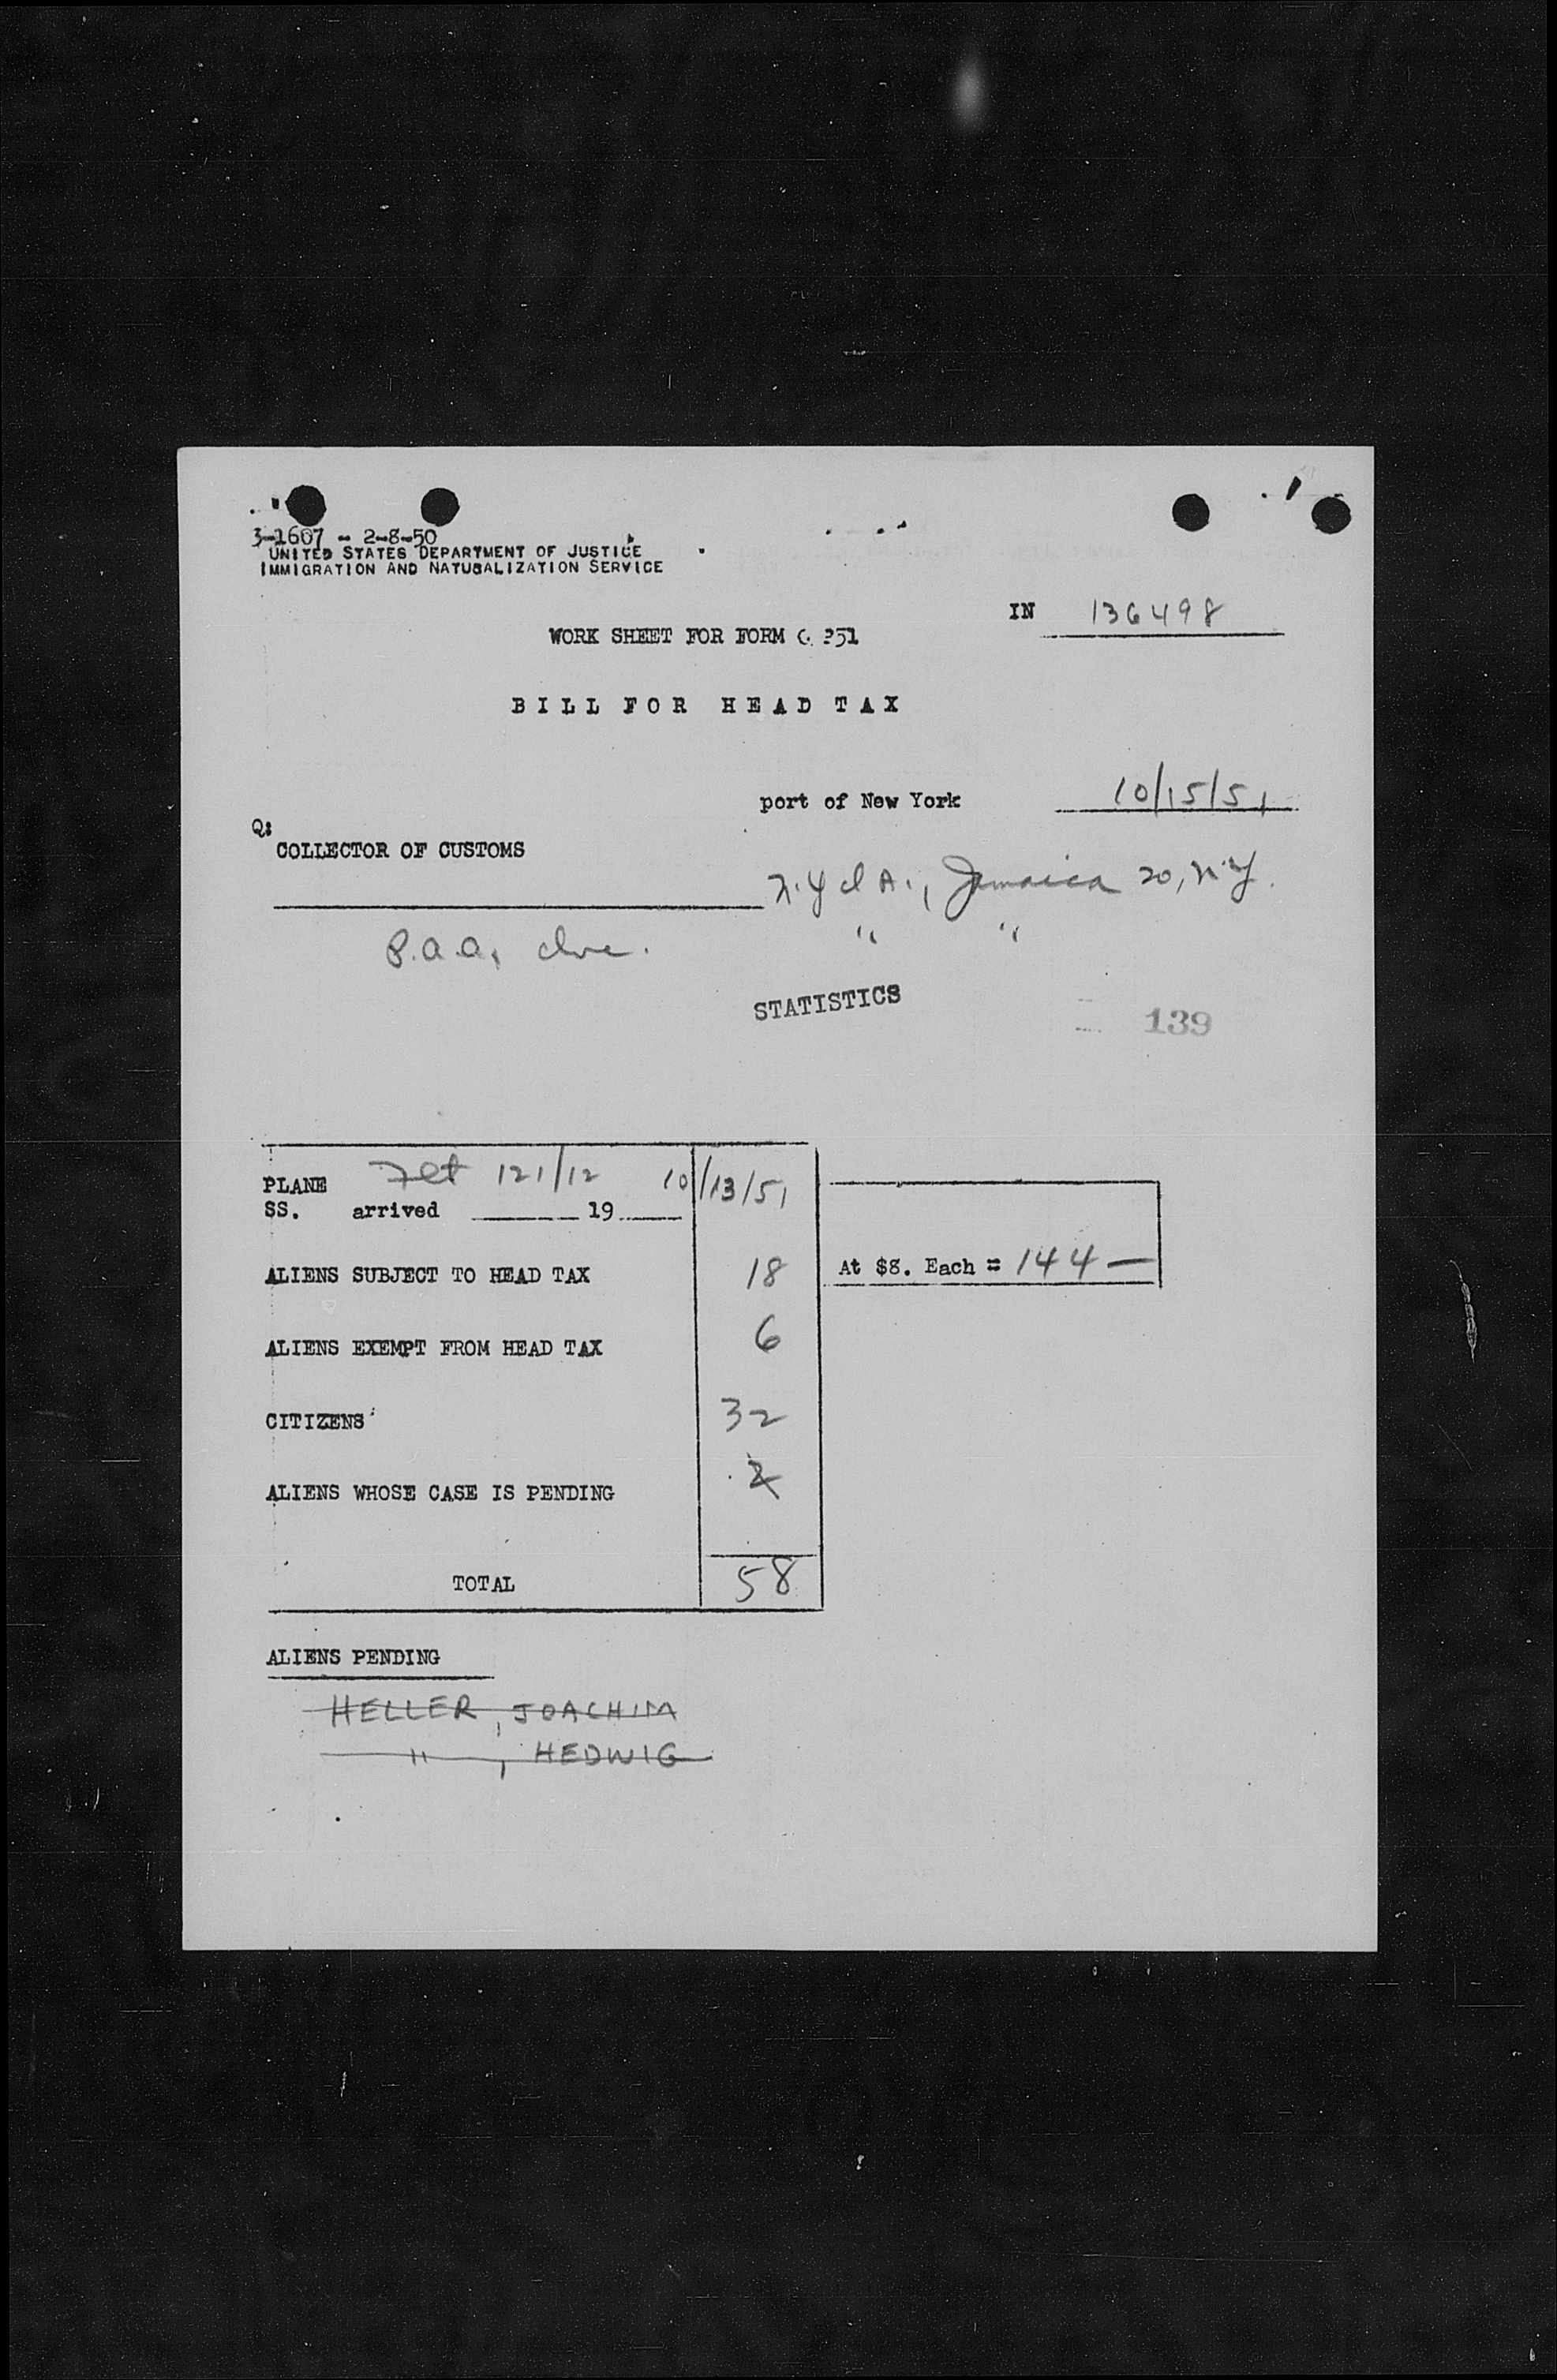 3-1607 - 2-8-50
UNITED STATES DEPARTMENT OF JUSTICE
IMMIGRATION AND NATUSALIZATION SERVICE
IN 136498
WORK SHEET FOR FORM 351
BILL FOR HEAD TAX
port of New York 10/15/51
Q:
COLLECTOR OF CUSTOMS
N.Y.I.A., Jamaica 20, N.Y.
P.A.A., Inc. " "
STATISTICS
139
PLANE 121/12 10/13/51
SS. arrived 19
ALIENS SUBJECT TO HEAD TAX 18 At $8. Each = 144 —
ALIENS EXEMPT FROM HEAD TAX 6
CITIZENS 32
ALIENS WHOSE CASE IS PENDING 2
TOTAL 58
ALIENS PENDING
HELLER, JOACHIM
" , HEDWIG